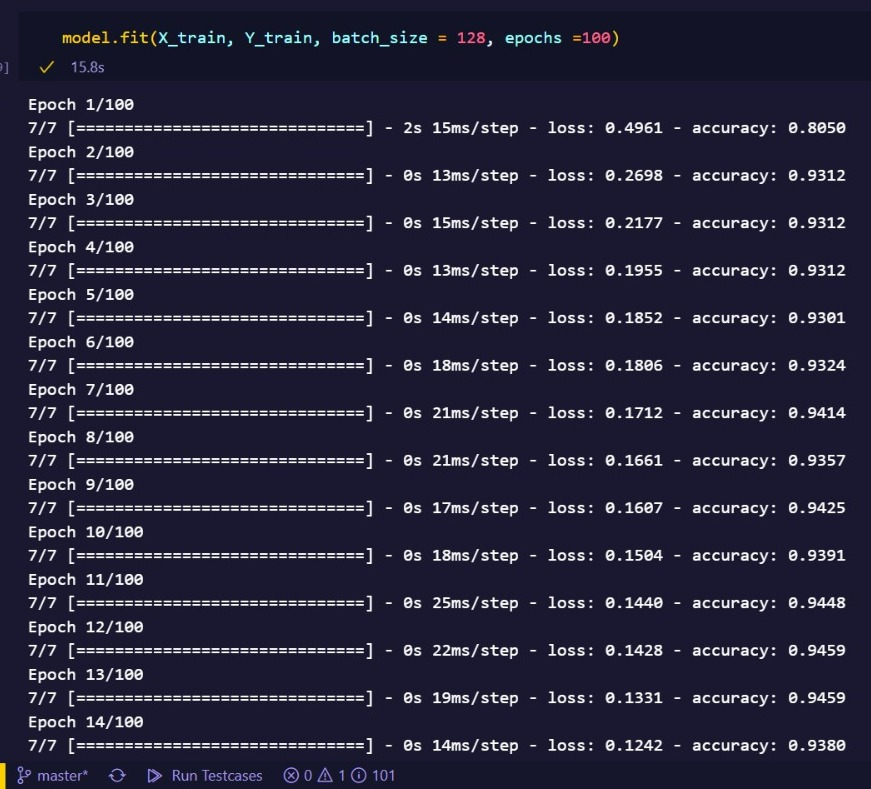 model.fit(X_train, Y_train, batch_size = 128, epochs =100)
15.8s
Epoch 1/100
7/7 [==============================] - 2s 15ms/step - loss: 0.4961 - accuracy: 0.8050
Epoch 2/100
7/7 [==============================] - 0s 13ms/step - loss: 0.2698 - accuracy: 0.9312
Epoch 3/100
7/7 [==============================] - 0s 15ms/step - loss: 0.2177 - accuracy: 0.9312
Epoch 4/100
7/7 [==============================] - 0s 13ms/step - loss: 0.1955 - accuracy: 0.9312
Epoch 5/100
7/7 [==============================] - 0s 14ms/step - loss: 0.1852 - accuracy: 0.9301
Epoch 6/100
7/7 [==============================] - 0s 18ms/step - loss: 0.1806 - accuracy: 0.9324
Epoch 7/100
7/7 [==============================] - 0s 21ms/step - loss: 0.1712 - accuracy: 0.9414
Epoch 8/100
7/7 [==============================] - 0s 21ms/step - loss: 0.1661 - accuracy: 0.9357
Epoch 9/100
7/7 [==============================] - 0s 17ms/step - loss: 0.1607 - accuracy: 0.9425
Epoch 10/100
7/7 [==============================] - 0s 18ms/step - loss: 0.1504 - accuracy: 0.9391
Epoch 11/100
7/7 [==============================] - 0s 25ms/step - loss: 0.1440 - accuracy: 0.9448
Epoch 12/100
7/7 [==============================] - 0s 22ms/step - loss: 0.1428 - accuracy: 0.9459
Epoch 13/100
7/7 [==============================] - 0s 19ms/step - loss: 0.1331 - accuracy: 0.9459
Epoch 14/100
7/7 [==============================] - 0s 14ms/step - loss: 0.1242 - accuracy: 0.9380
master* Run Testcases 0 1 101